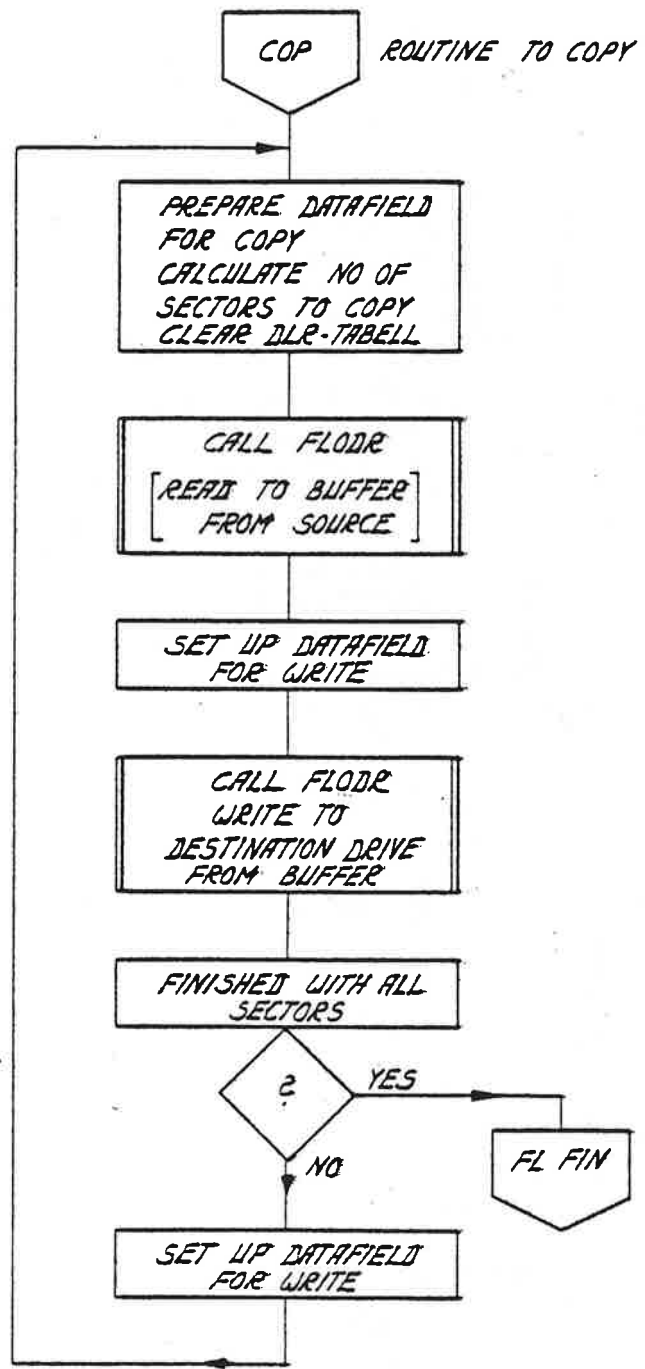 COP ROUTINE TO COPY
PREPARE DATAFIELD
FOR COPY
CALCULATE NO OF
SECTORS TO COPY
CLEAR DLR-TABELL
CALL FLODR
[READ TO BUFFER
FROM SOURCE]
SET UP DATAFIELD
FOR WRITE
CALL FLODR
WRITE TO
DESTINATION DRIVE
FROM BUFFER
FINISHED WITH ALL
SECTORS
? YES
FL FIN
NO
SET UP DATAFIELD
FOR WRITE